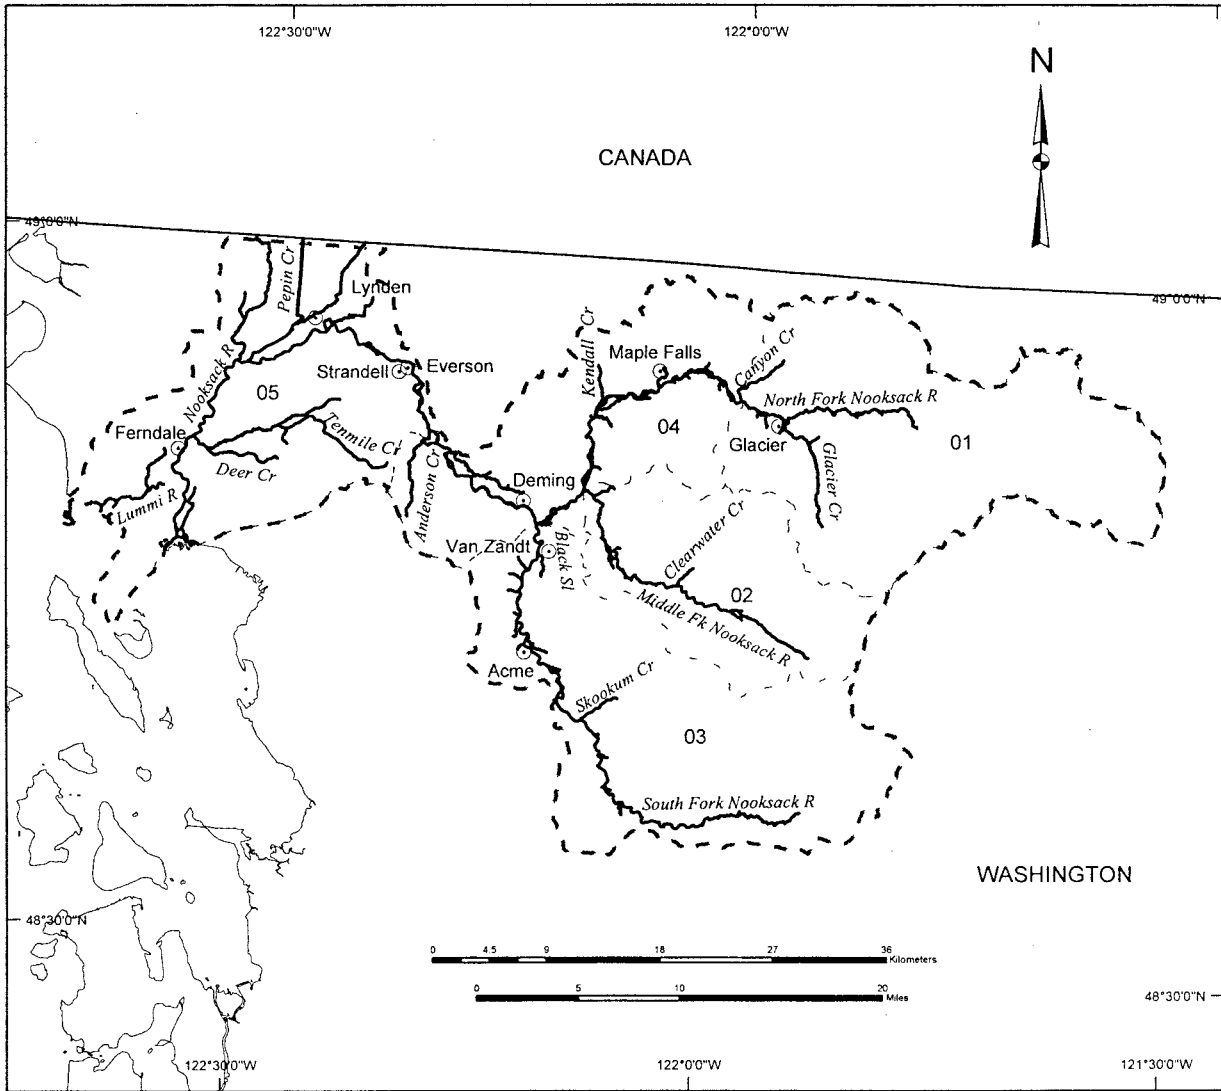 122°30'0"W
122°0'0"W
N
CANADA
49°0'0"N
49°0'0"N
Pepin Cr
Lynden
Kendall Cr
Maple Falls
Canyon Cr
Nooksack R
Strandell
Everson
05
North Fork Nooksack R
04
01
Ferndale
Tenmile Cr
Glacier
Deer Cr
Glacier Cr
Anderson Cr
Deming
Lummi R
Van Zandt
Black Sl
Clearwater Cr
02
Middle Fk Nooksack R
Acme
Skookum Cr
03
South Fork Nooksack R
WASHINGTON
48°30'0"N
0 4.5 9 18 27 36
Kilometers
0 5 10 20
Miles
48°30'0"N
122°30'0"W
122°0'0"W
121°30'0"W